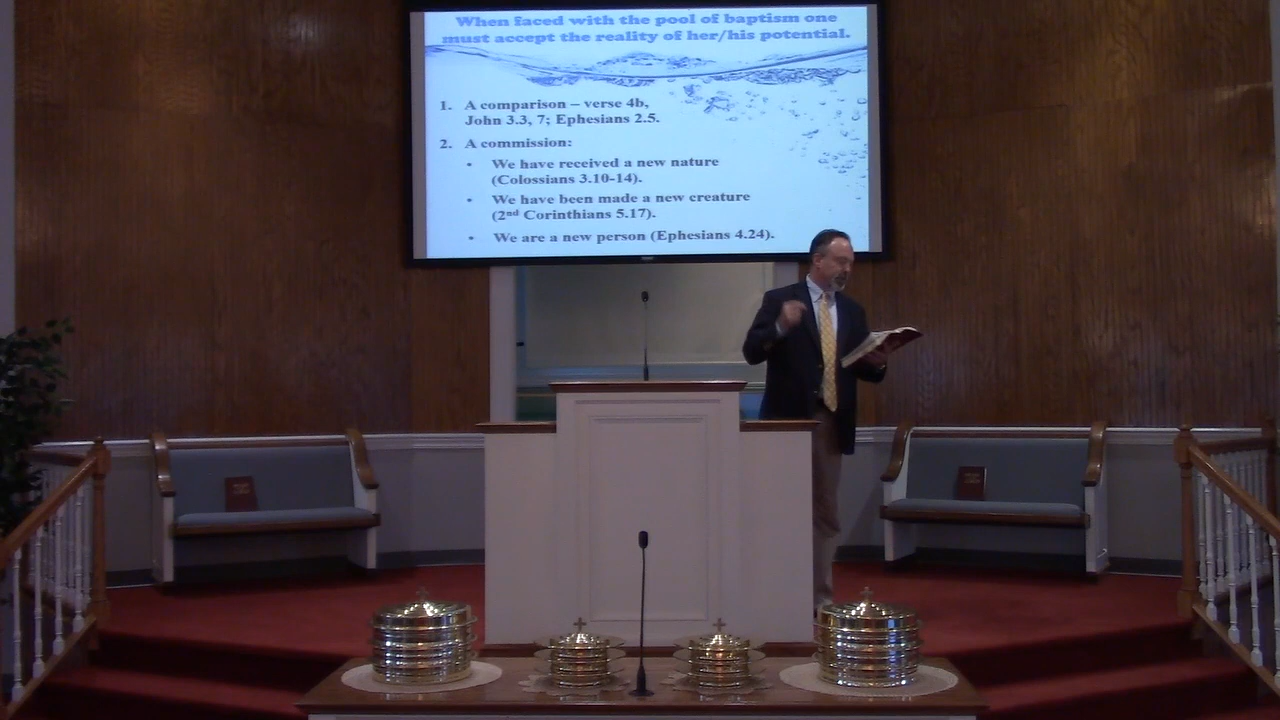 When faced with the pool of baptism one
must accept the reality of her/his potential.
1. A comparison – verse 4b,
John 3.3, 7; Ephesians 2.5.
2. A commission:
• We have received a new nature
(Colossians 3.10-14).
• We have been made a new creature
(2nd Corinthians 5.17).
• We are a new person (Ephesians 4.24).